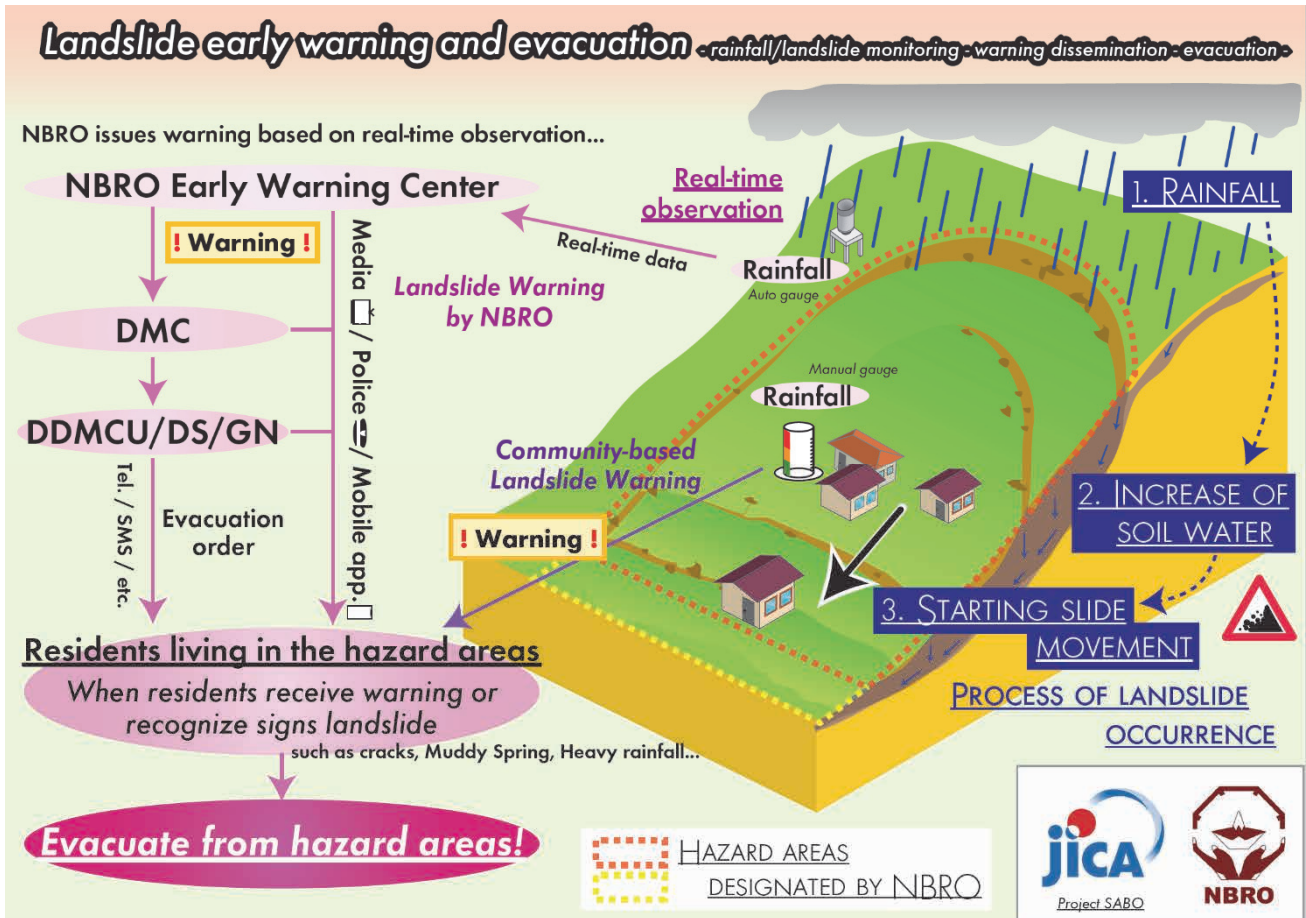 Landslide early warning and evacuation - rainfall/landslide monitoring - warning dissemination - evacuation -
NBRO issues warning based on real-time observation...
NBRO Early Warning Center
! Warning !
DMC
DDMCU/DS/GN
Tel. / SMS / etc.
Evacuation
order
Media / Police / Mobile app.
Landslide Warning
by NBRO
Real-time
observation
Real-time data
Rainfall
Auto gauge
Manual gauge
Rainfall
Community-based
Landslide Warning
! Warning !
1. RAINFALL
2. INCREASE OF
SOIL WATER
3. STARTING SLIDE
MOVEMENT
PROCESS OF LANDSLIDE
OCCURRENCE
Residents living in the hazard areas
When residents receive warning or
recognize signs landslide
such as cracks, Muddy Spring, Heavy rainfall...
Evacuate from hazard areas!
HAZARD AREAS
DESIGNATED BY NBRO
jICA
Project SABO
NBRO